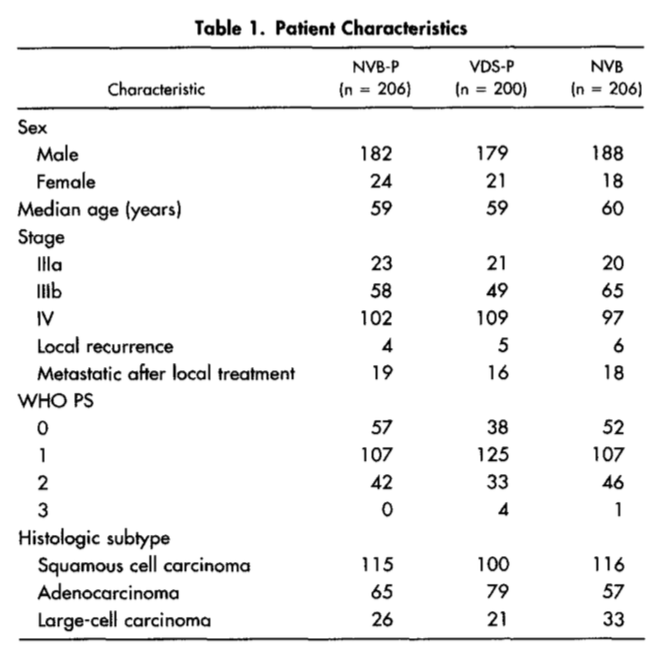 Table 1. Patient Characteristics
NVB-P VDS-P NVB
Characteristic (n = 206) (n = 200) (n = 206)
Sex
Male 182 179 188
Female 24 21 18
Median age (years) 59 59 60
Stage
IIIa 23 21 20
IIIb 58 49 65
IV 102 109 97
Local recurrence 4 5 6
Metastatic after local treatment 19 16 18
WHO PS
0 57 38 52
1 107 125 107
2 42 33 46
3 0 4 1
Histologic subtype
Squamous cell carcinoma 115 100 116
Adenocarcinoma 65 79 57
Large-cell carcinoma 26 21 33